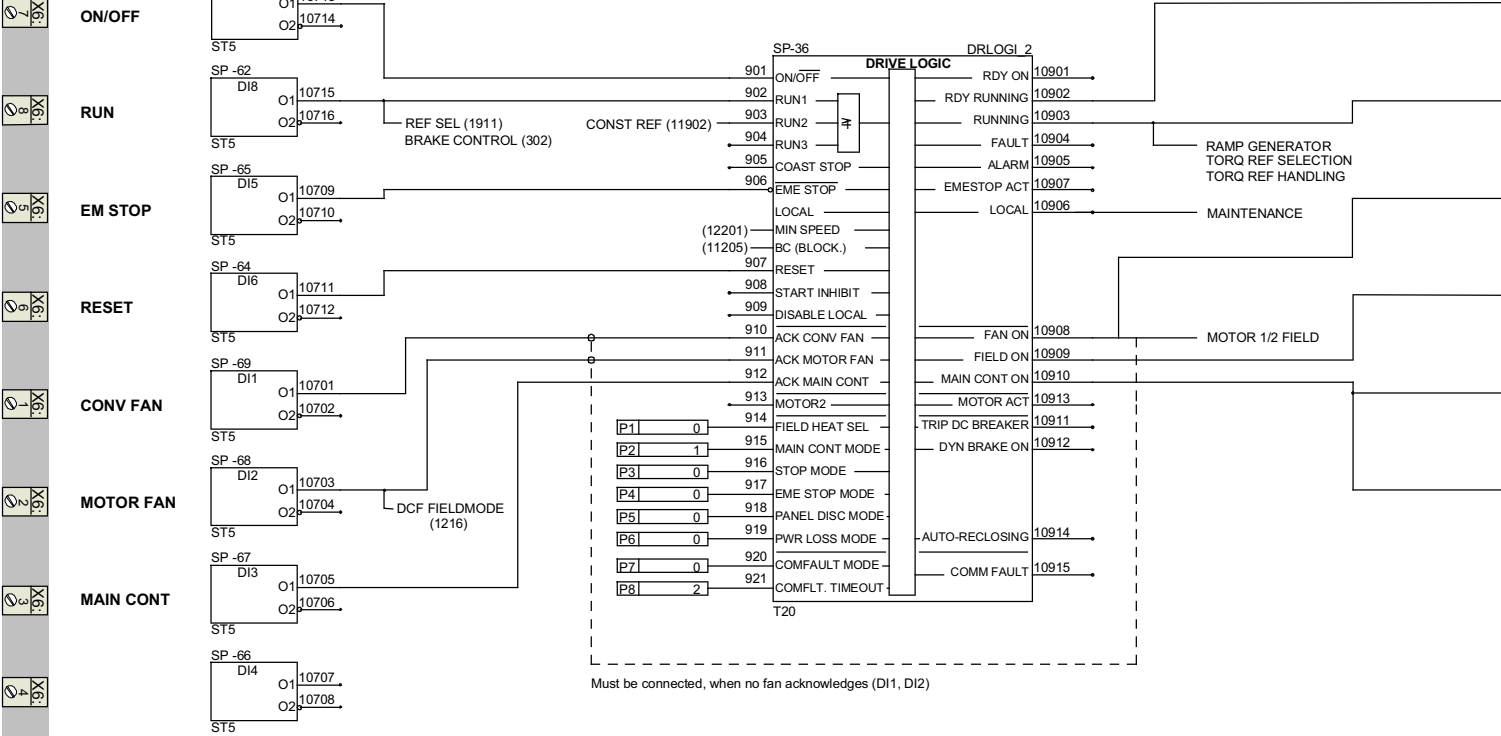 X6:
7
ON/OFF
O1
O2
10714
ST5
X6:
8
RUN
SP -62
DI8
O1
10715
O2
10716
ST5
REF SEL (1911)
BRAKE CONTROL (302)
X6:
5
EM STOP
SP -65
DI5
O1
10709
O2
10710
ST5
X6:
6
RESET
SP -64
DI6
O1
10711
O2
10712
ST5
X6:
1
CONV FAN
SP -69
DI1
O1
10701
O2
10702
ST5
X6:
2
MOTOR FAN
SP -68
DI2
O1
10703
O2
10704
ST5
DCF FIELDMODE
(1216)
X6:
3
MAIN CONT
SP -67
DI3
O1
10705
O2
10706
ST5
X6:
4
SP -66
DI4
O1
10707
O2
10708
ST5
SP-36
DRLOGI_2
DRIVE LOGIC
901 ON/OFF
902 RUN1
CONST REF (11902)
903 RUN2
904 RUN3
≥1
905 COAST STOP
906 EME STOP
LOCAL
(12201) MIN SPEED
(11205) BC (BLOCK.)
907 RESET
908 START INHIBIT
909 DISABLE LOCAL
910 ACK CONV FAN
911 ACK MOTOR FAN
912 ACK MAIN CONT
913 MOTOR2
P1 0 914 FIELD HEAT SEL
P2 1 915 MAIN CONT MODE
P3 0 916 STOP MODE
P4 0 917 EME STOP MODE
P5 0 918 PANEL DISC MODE
P6 0 919 PWR LOSS MODE
P7 0 920 COMFAULT MODE
P8 2 921 COMFLT. TIMEOUT
T20
RDY ON 10901
RDY RUNNING 10902
RUNNING 10903
FAULT 10904
ALARM 10905
EMESTOP ACT 10907
LOCAL 10906
FAN ON 10908
FIELD ON 10909
MAIN CONT ON 10910
MOTOR ACT 10913
TRIP DC BREAKER 10911
DYN BRAKE ON 10912
AUTO-RECLOSING 10914
COMM FAULT 10915
RAMP GENERATOR
TORQ REF SELECTION
TORQ REF HANDLING
MAINTENANCE
MOTOR 1/2 FIELD
Must be connected, when no fan acknowledges (DI1, DI2)